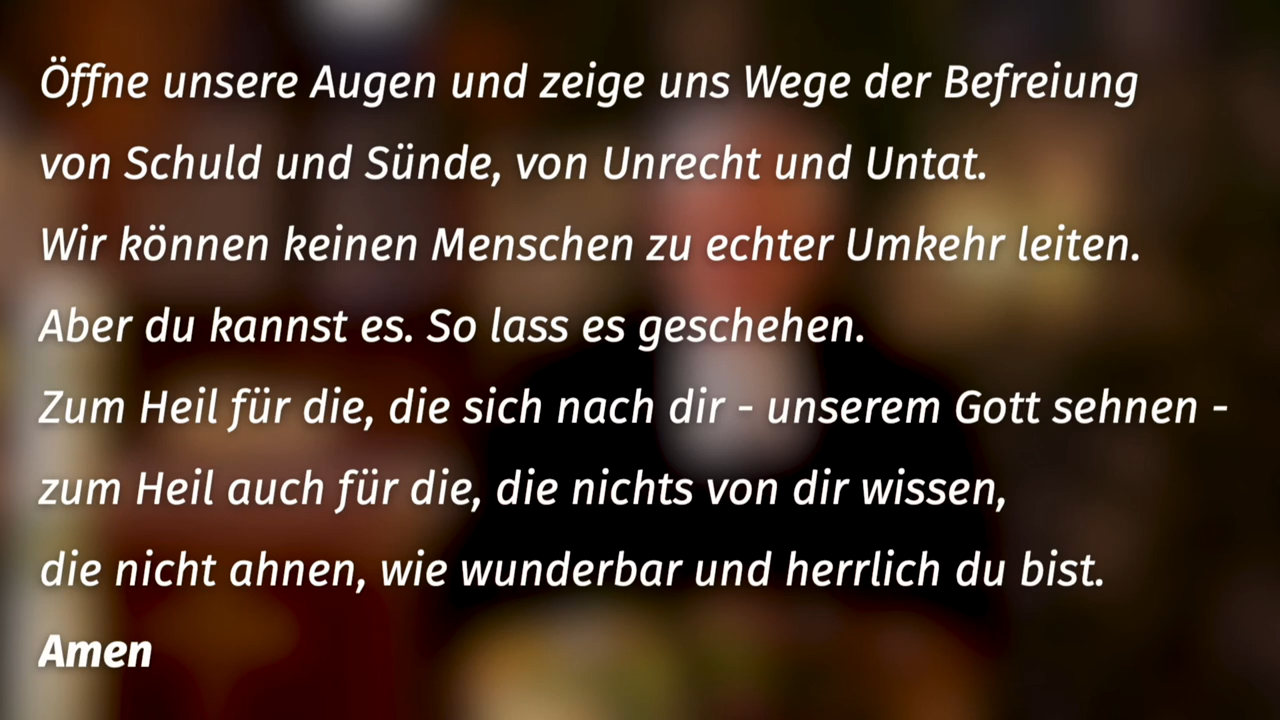 Öffne unsere Augen und zeige uns Wege der Befreiung
von Schuld und Sünde, von Unrecht und Untat.
Wir können keinen Menschen zu echter Umkehr leiten.
Aber du kannst es. So lass es geschehen.
Zum Heil für die, die sich nach dir - unserem Gott sehnen -
zum Heil auch für die, die nichts von dir wissen,
die nicht ahnen, wie wunderbar und herrlich du bist.
Amen